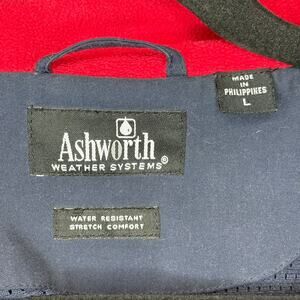 Ashworth
WEATHER SYSTEMS®
MADE
IN
PHILIPPINES
L
WATER RESISTANT
STRETCH COMFORT